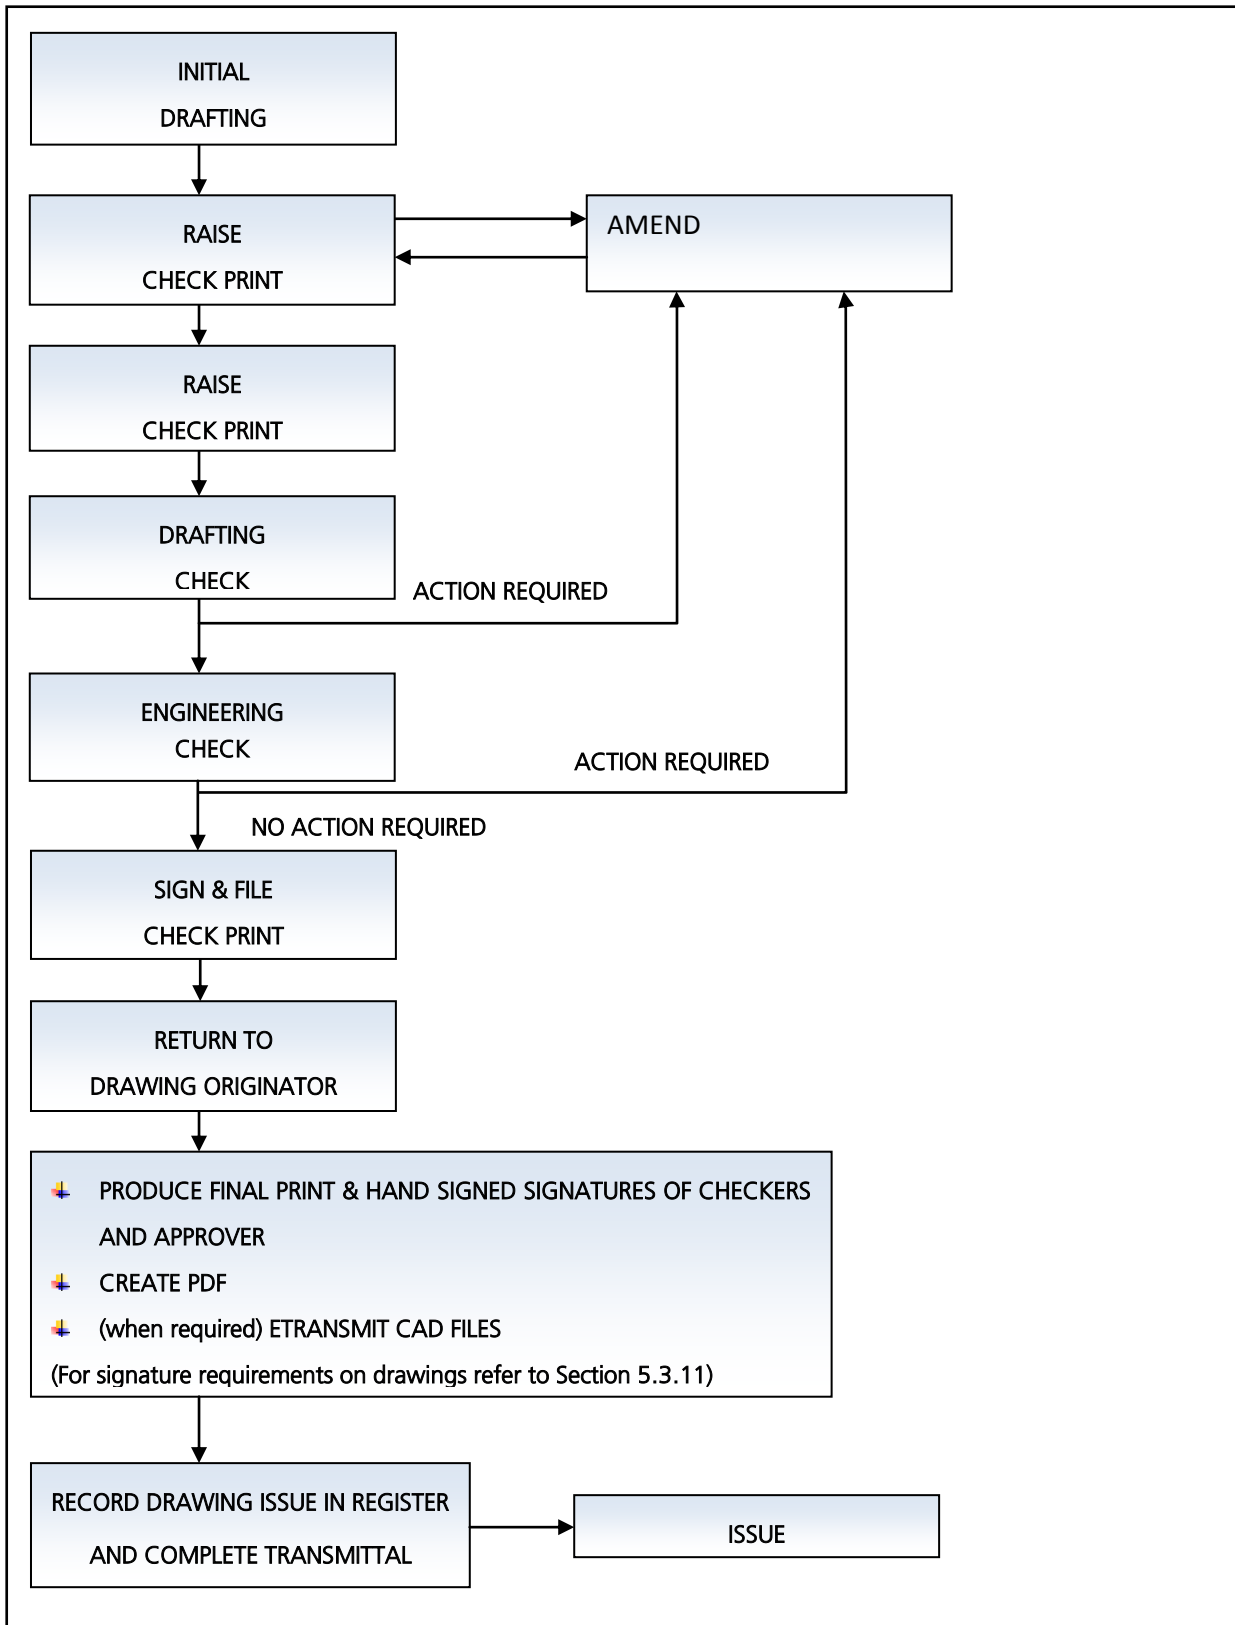 INITIAL
DRAFTING
RAISE
CHECK PRINT
AMEND
RAISE
CHECK PRINT
DRAFTING
CHECK
ACTION REQUIRED
ENGINEERING
CHECK
ACTION REQUIRED
NO ACTION REQUIRED
SIGN & FILE
CHECK PRINT
RETURN TO
DRAWING ORIGINATOR
PRODUCE FINAL PRINT & HAND SIGNED SIGNATURES OF CHECKERS
AND APPROVER
CREATE PDF
(when required) ETRANSMIT CAD FILES
(For signature requirements on drawings refer to Section 5.3.11)
RECORD DRAWING ISSUE IN REGISTER
AND COMPLETE TRANSMITTAL
ISSUE